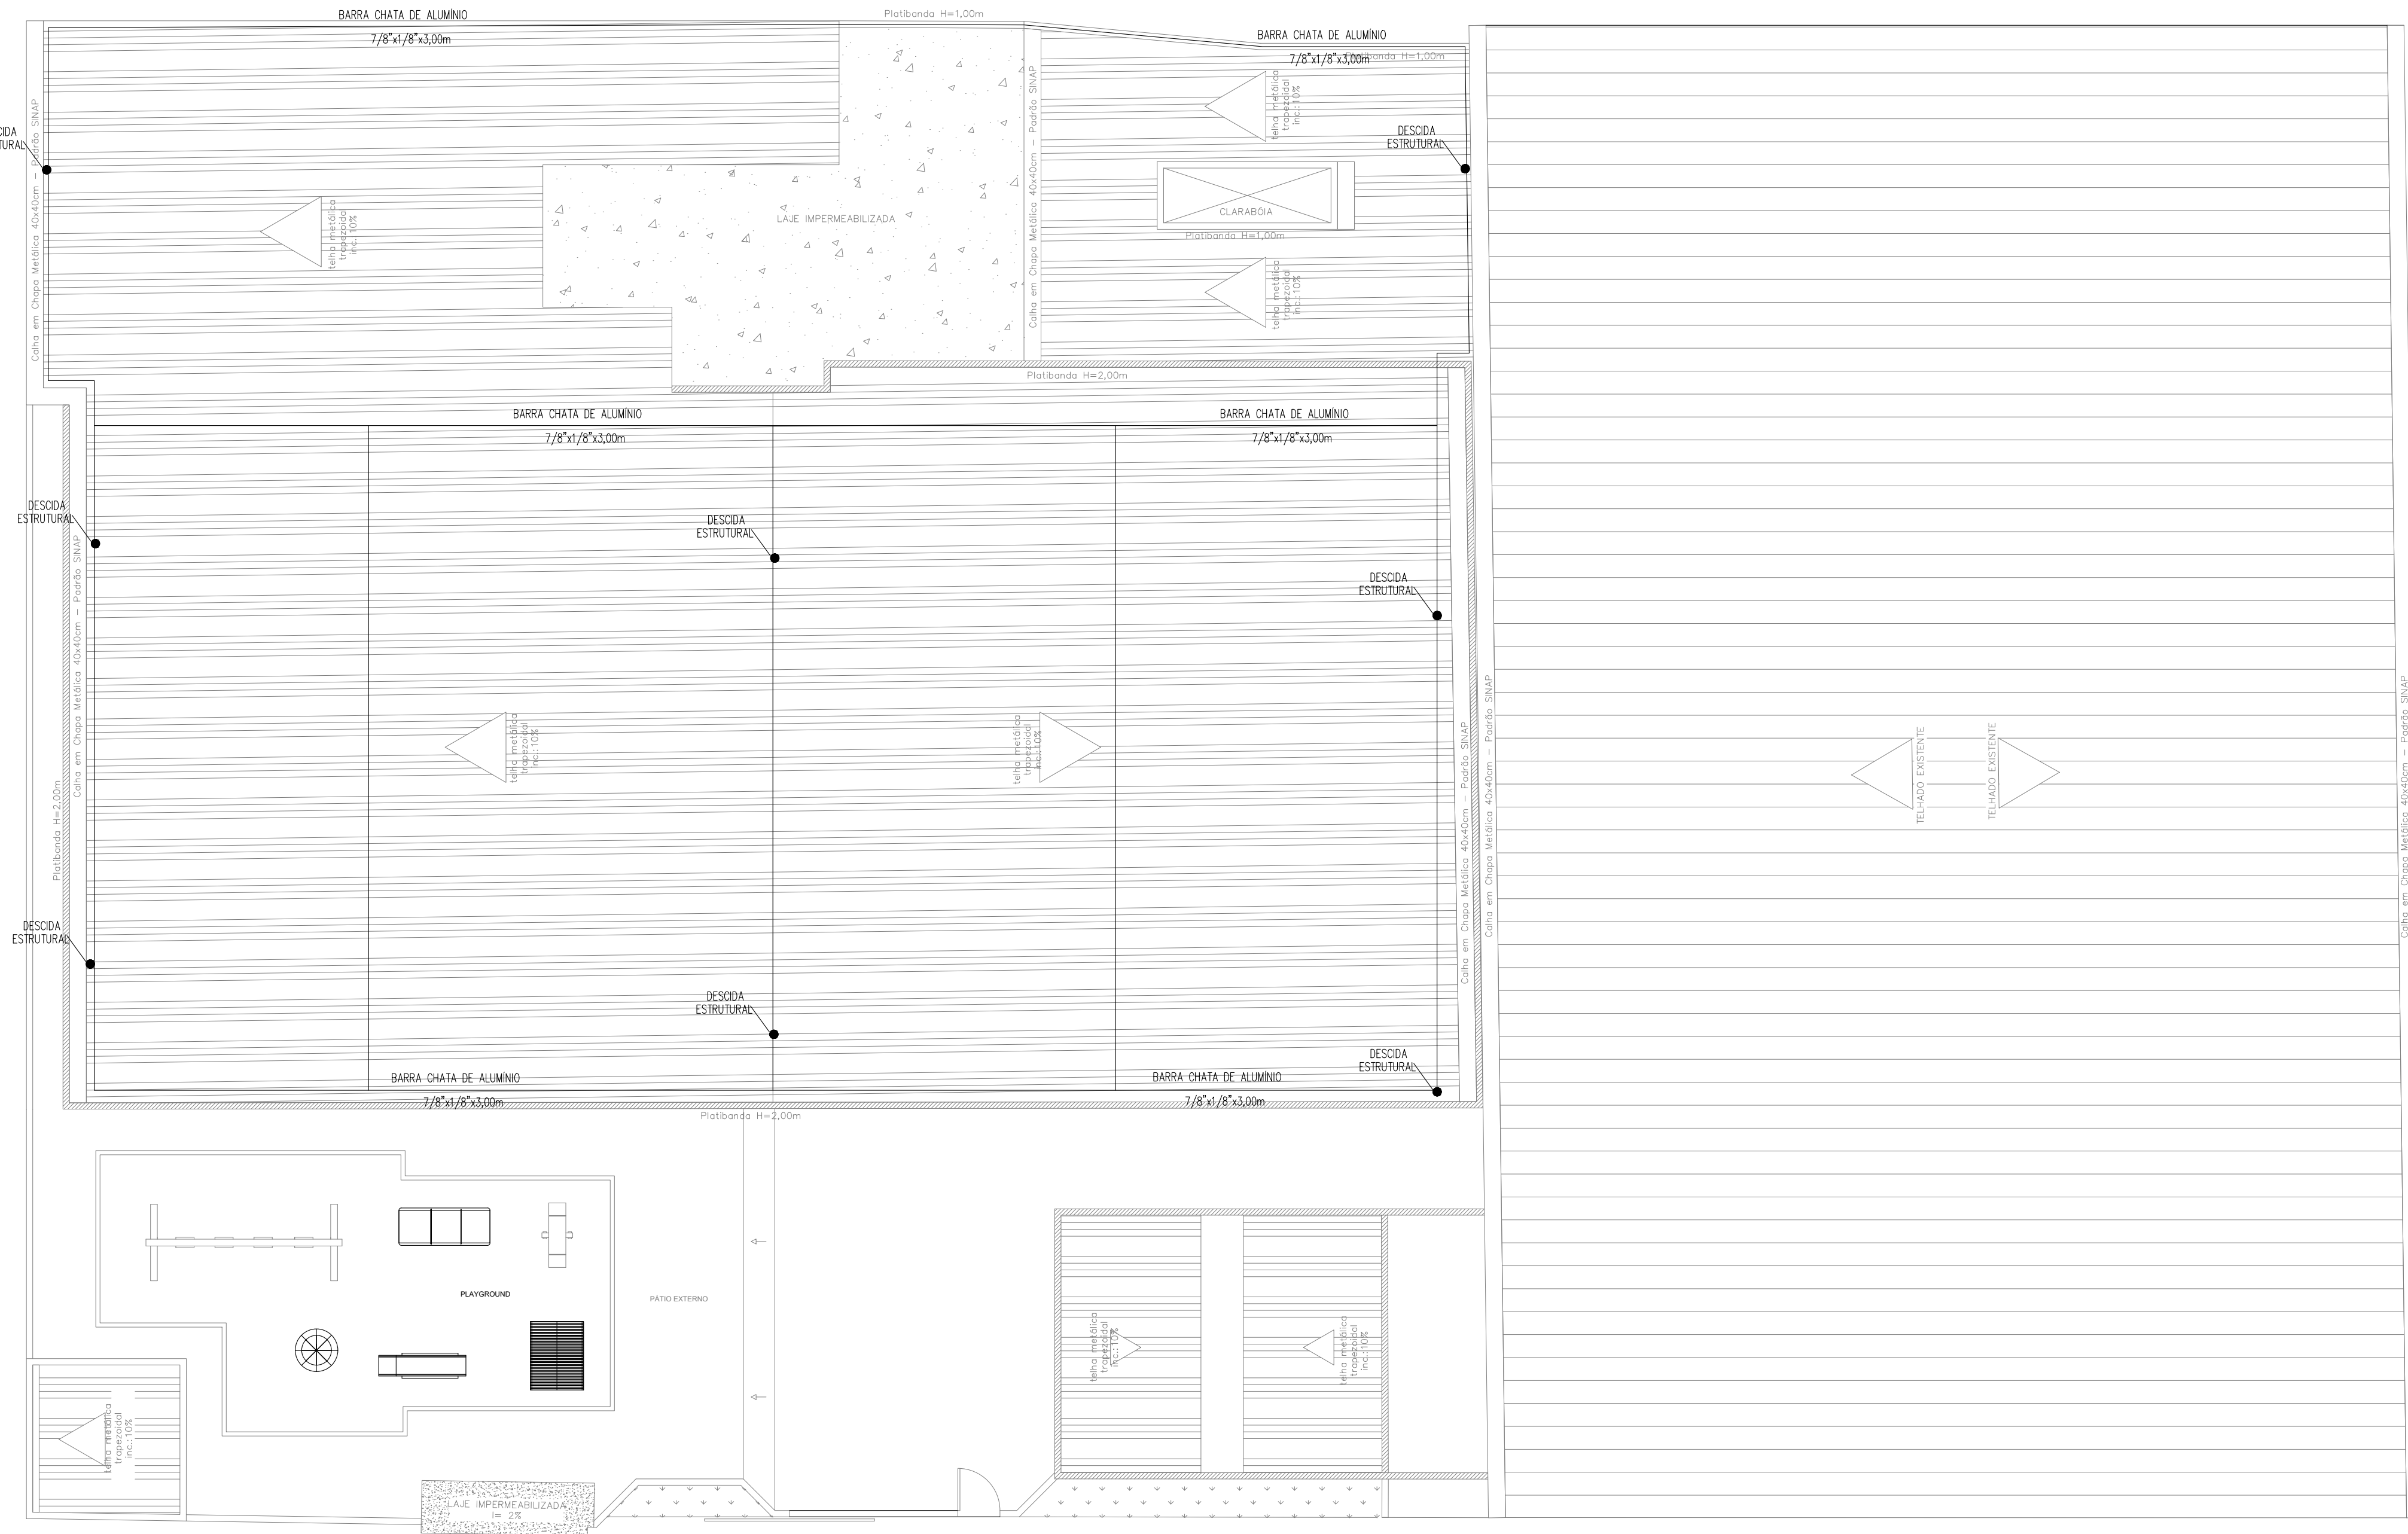 BARRA CHATA DE ALUMÍNIO
7/8"x1/8"x3,00m
Platibanda H=1,00m
BARRA CHATA DE ALUMÍNIO
7/8"x1/8"x3,00m
Platibanda H=1,00m
Calha em Chapa Metálica 40x40cm - Padrão SINAP
telha metálica
trapezoidal
inc.:10%
LAJE IMPERMEABILIZADA
Calha em Chapa Metálica 40x40cm - Padrão SINAP
telha metálica
trapezoidal
inc.:10%
DESCIDA
ESTRUTURAL
CLARABÓIA
Platibanda H=1,00m
telha metálica
trapezoidal
inc.:10%
Platibanda H=2,00m
BARRA CHATA DE ALUMÍNIO
7/8"x1/8"x3,00m
BARRA CHATA DE ALUMÍNIO
7/8"x1/8"x3,00m
DESCIDA
ESTRUTURAL
DESCIDA
ESTRUTURAL
DESCIDA
ESTRUTURAL
Calha em Chapa Metálica 40x40cm - Padrão SINAP
Platibanda H=2,00m
telha metálica
trapezoidal
inc.:10%
telha metálica
trapezoidal
inc.:10%
Calha em Chapa Metálica 40x40cm - Padrão SINAP
Calha em Chapa Metálica 40x40cm - Padrão SINAP
TELHADO EXISTENTE
TELHADO EXISTENTE
Calha em Chapa Metálica 40x40cm - Padrão SINAP
DESCIDA
ESTRUTURAL
DESCIDA
ESTRUTURAL
DESCIDA
ESTRUTURAL
BARRA CHATA DE ALUMÍNIO
7/8"x1/8"x3,00m
BARRA CHATA DE ALUMÍNIO
7/8"x1/8"x3,00m
Platibanda H=2,00m
PLAYGROUND
PÁTIO EXTERNO
telha metálica
trapezoidal
inc.:10%
telha metálica
trapezoidal
inc.:10%
telha metálica
trapezoidal
inc.:10%
LAJE IMPERMEABILIZADA
I= 2%